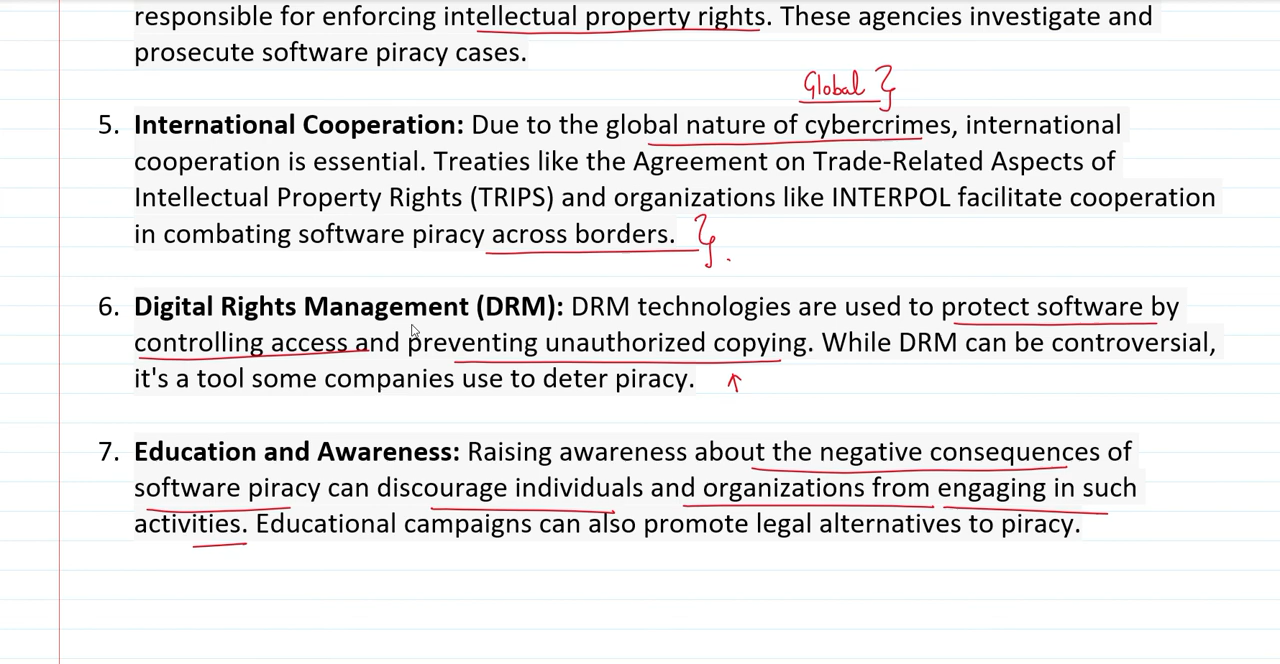 responsible for enforcing intellectual property rights. These agencies investigate and
prosecute software piracy cases.
Global
5. International Cooperation: Due to the global nature of cybercrimes, international
cooperation is essential. Treaties like the Agreement on Trade-Related Aspects of
Intellectual Property Rights (TRIPS) and organizations like INTERPOL facilitate cooperation
in combating software piracy across borders.
6. Digital Rights Management (DRM): DRM technologies are used to protect software by
controlling access and preventing unauthorized copying. While DRM can be controversial,
it's a tool some companies use to deter piracy.
7. Education and Awareness: Raising awareness about the negative consequences of
software piracy can discourage individuals and organizations from engaging in such
activities. Educational campaigns can also promote legal alternatives to piracy.